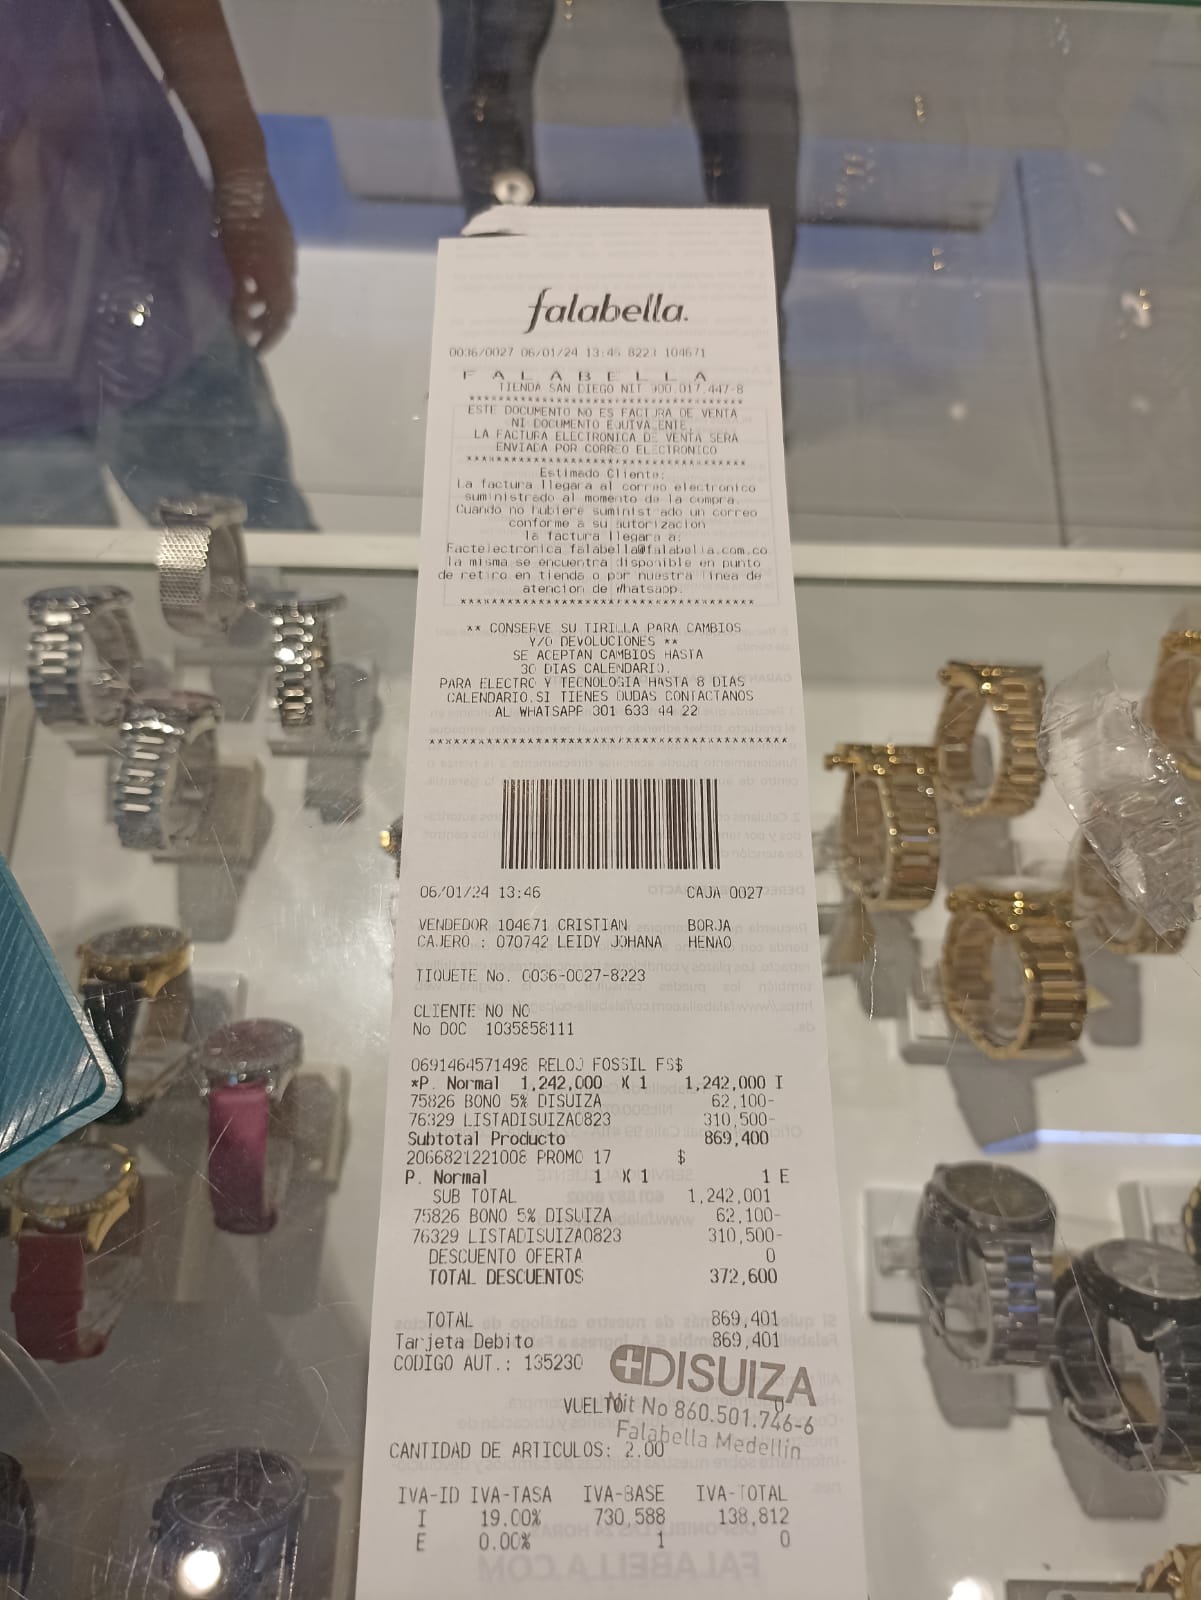 falabella.
0036/0027 06/01/24 13:46 8223 104671
F A L A B E L L A
TIENDA SAN DIEGO NIT 900.017.447-8
****************************************
ESTE DOCUMENTO NO ES FACTURA DE VENTA
NI DOCUMENTO EQUIVALENTE.
LA FACTURA ELECTRONICA DE VENTA SERA
ENVIADA POR CORREO ELECTRONICO
****************************************
Estimado Cliente:
La factura llegara al correo electronico
suministrado al momento de la compra.
Cuando no hubiere suministrado un correo
conforme a su autorizacion
la factura llegara a:
Factelectronica_falabella@falabella.com.co
la misma se encuentra disponible en punto
de retiro en tienda o por nuestra linea de
atencion de Whatsapp.
****************************************
** CONSERVE SU TIRILLA PARA CAMBIOS
Y/O DEVOLUCIONES **
SE ACEPTAN CAMBIOS HASTA
30 DIAS CALENDARIO.
PARA ELECTRO Y TECNOLOGIA HASTA 8 DIAS
CALENDARIO.SI TIENES DUDAS CONTACTANOS
AL WHATSAPP 301 633 44 22
****************************************
06/01/24 13:46 CAJA 0027
VENDEDOR 104671 CRISTIAN BORJA
CAJERO : 070742 LEIDY JOHANA HENAO
TIQUETE No. 0036-0027-8223
CLIENTE NO NO
No DOC 1035858111
0691464571498 RELOJ FOSSIL FS$
*P. Normal 1,242,000 X 1 1,242,000 I
75826 BONO 5% DISUIZA 62,100-
76329 LISTADISUIZA0823 310,500-
Subtotal Producto 869,400
2066821221008 PROMO 17 $
P. Normal 1 X 1 1 E
SUB TOTAL 1,242,001
75826 BONO 5% DISUIZA 62,100-
76329 LISTADISUIZA0823 310,500-
DESCUENTO OFERTA 0
TOTAL DESCUENTOS 372,600
TOTAL 869,401
Tarjeta Debito 869,401
CODIGO AUT.: 135230
DISUIZA
VUELTO 0
Nit No 860.501.746-6
Falabella Medellín
CANTIDAD DE ARTICULOS: 2.00
IVA-ID IVA-TASA IVA-BASE IVA-TOTAL
I 19.00% 730,588 138,812
E 0.00% 1 0